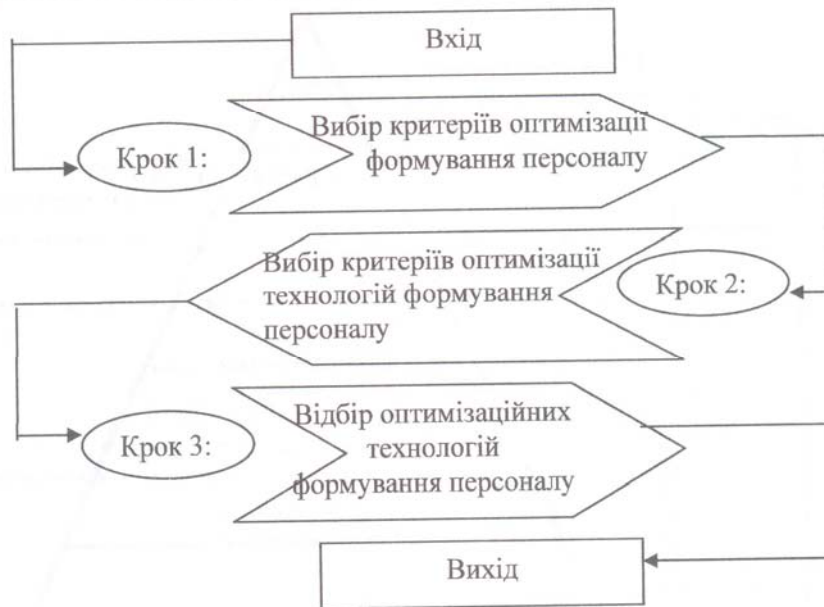 Вхід
Крок 1:
Вибір критеріїв оптимізації
формування персоналу
Вибір критеріїв оптимізації
технологій формування
персоналу
Крок 2:
Крок 3:
Відбір оптимізаційних
технологій
формування персоналу
Вихід